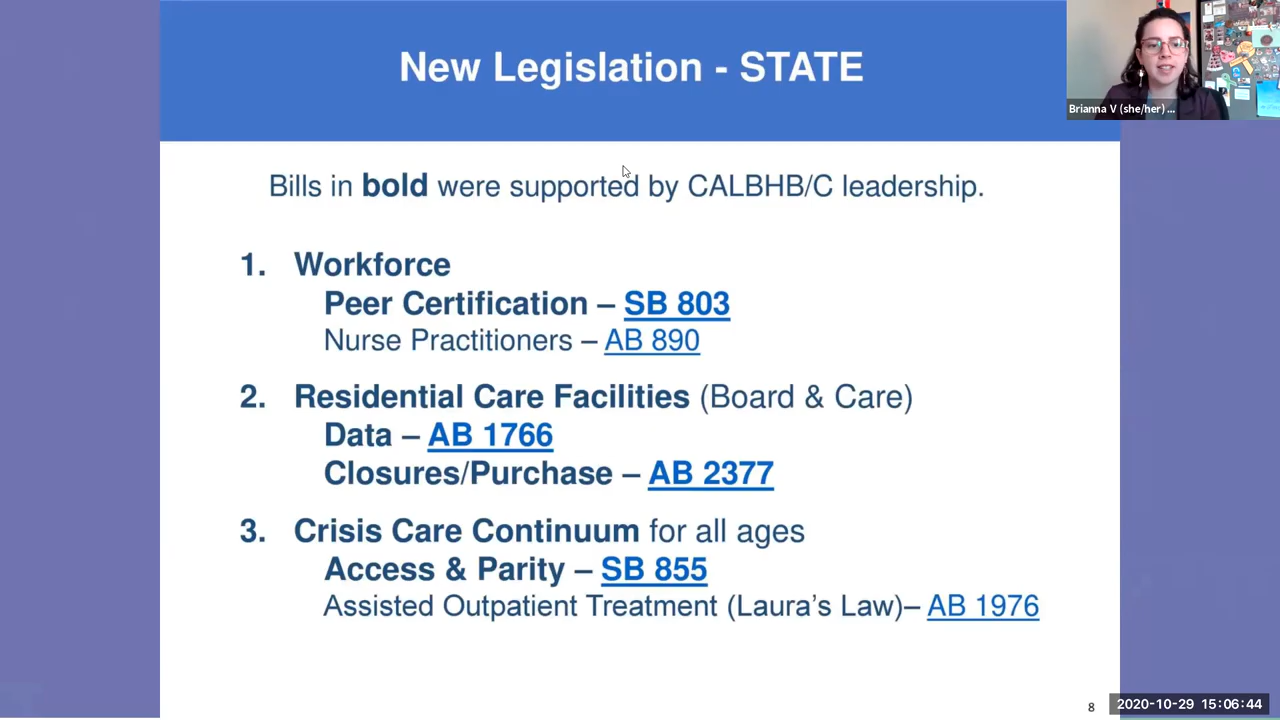 New Legislation - STATE
Brianna V (she/her) ...
Bills in bold were supported by CALBHB/C leadership.
1. Workforce
Peer Certification – SB 803
Nurse Practitioners – AB 890
2. Residential Care Facilities (Board & Care)
Data – AB 1766
Closures/Purchase – AB 2377
3. Crisis Care Continuum for all ages
Access & Parity – SB 855
Assisted Outpatient Treatment (Laura’s Law)– AB 1976
8
2020-10-29 15:06:44